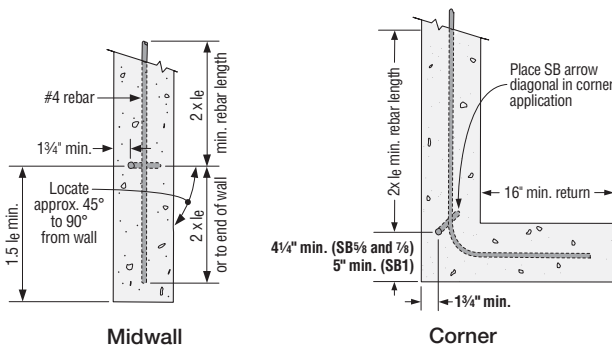 #4 rebar
1¾" min.
Locate
approx. 45°
to 90°
from wall
1.5 le min.
2 x le
min. rebar length
2 x le
or to end of wall
Midwall
2x le min. rebar length
Place SB arrow
diagonal in corner
application
16" min. return
4¼" min. (SB⅝ and ⅞)
5" min. (SB1)
1¾" min.
Corner